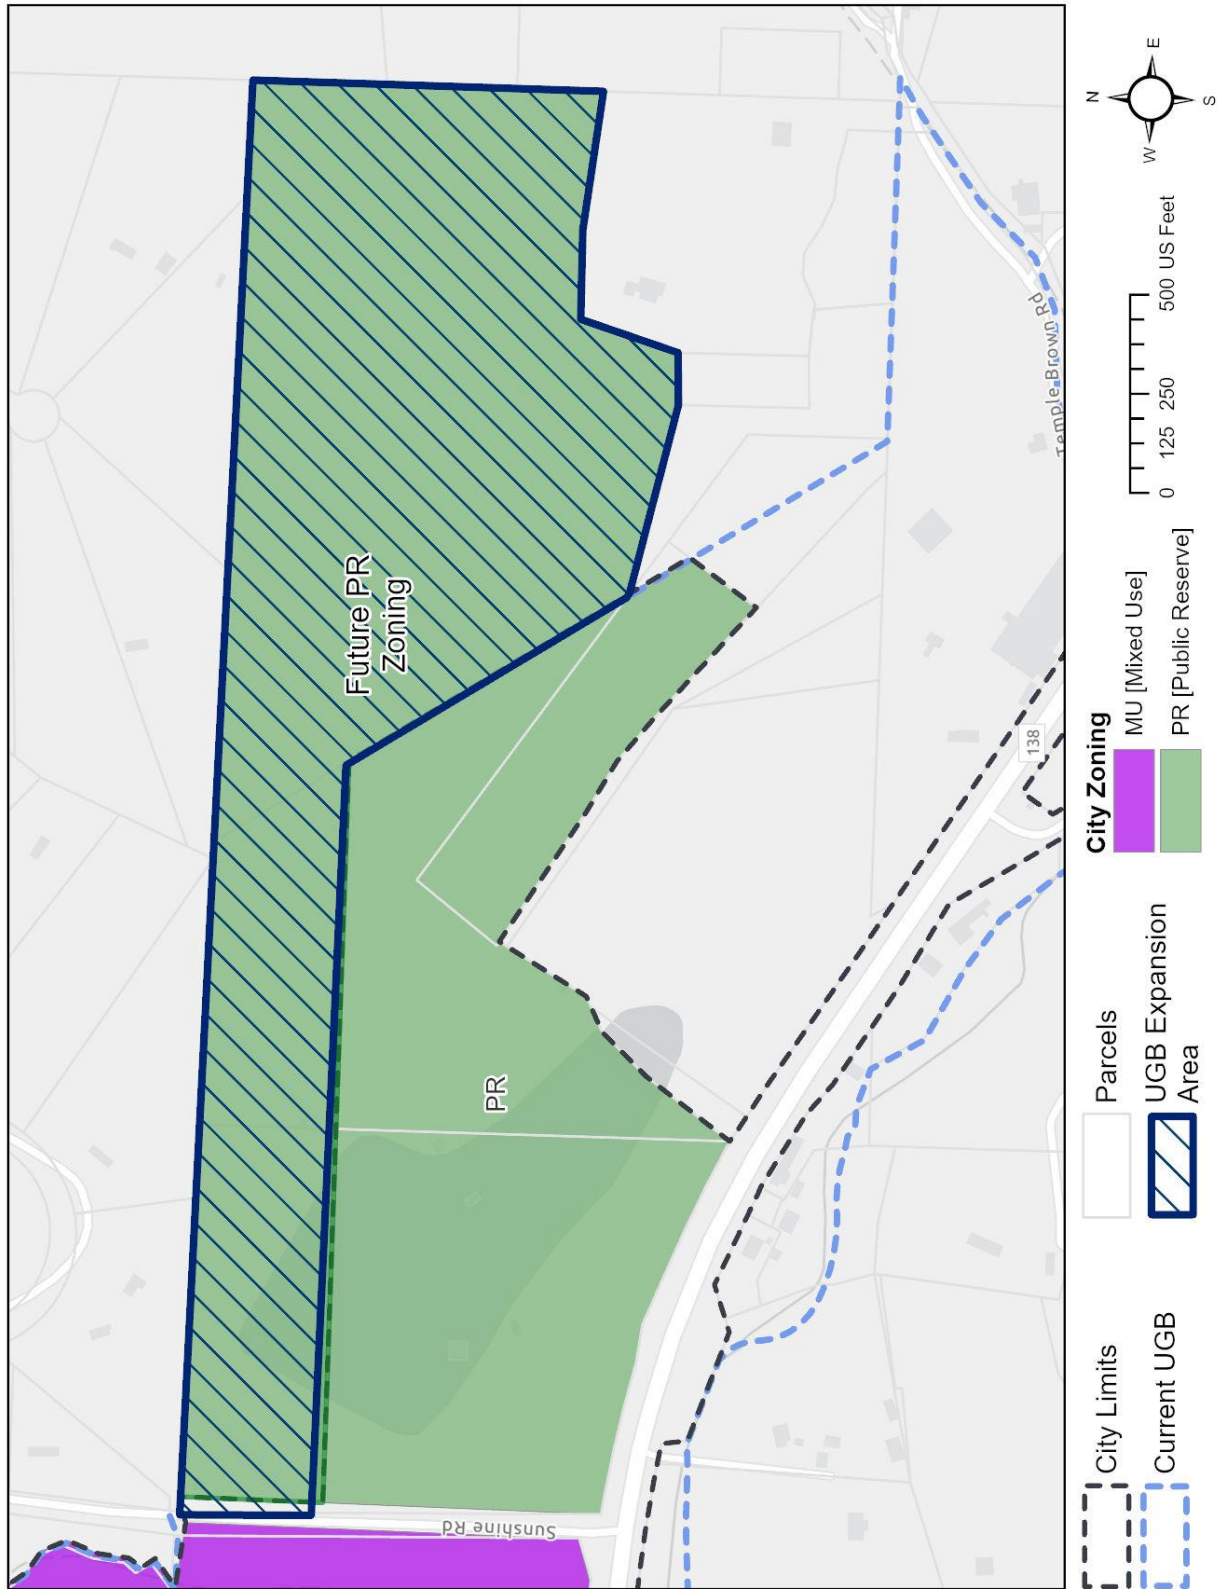 Future PR
Zoning
PR
Sunshine Rd
138
Temple Brown Rd
City Limits
Current UGB
Parcels
UGB Expansion
Area
City Zoning
MU [Mixed Use]
PR [Public Reserve]
0 125 250 500 US Feet
N
W E
S